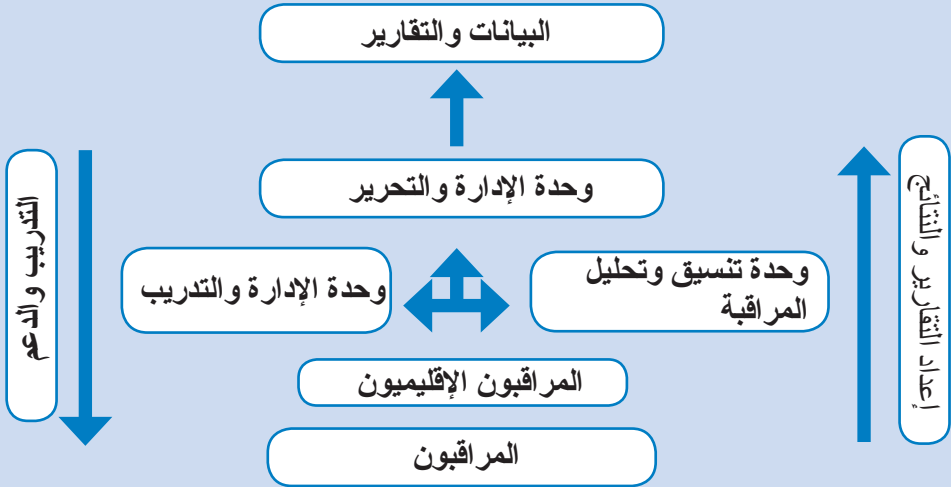 البيانات والتقارير
وحدة الإدارة والتحرير
وحدة تنسيق وتحليل
المراقبة
وحدة الإدارة والتدريب
المراقبون الإقليميون
المراقبون
إعداد التقارير والنتائج
التدريب والدعم